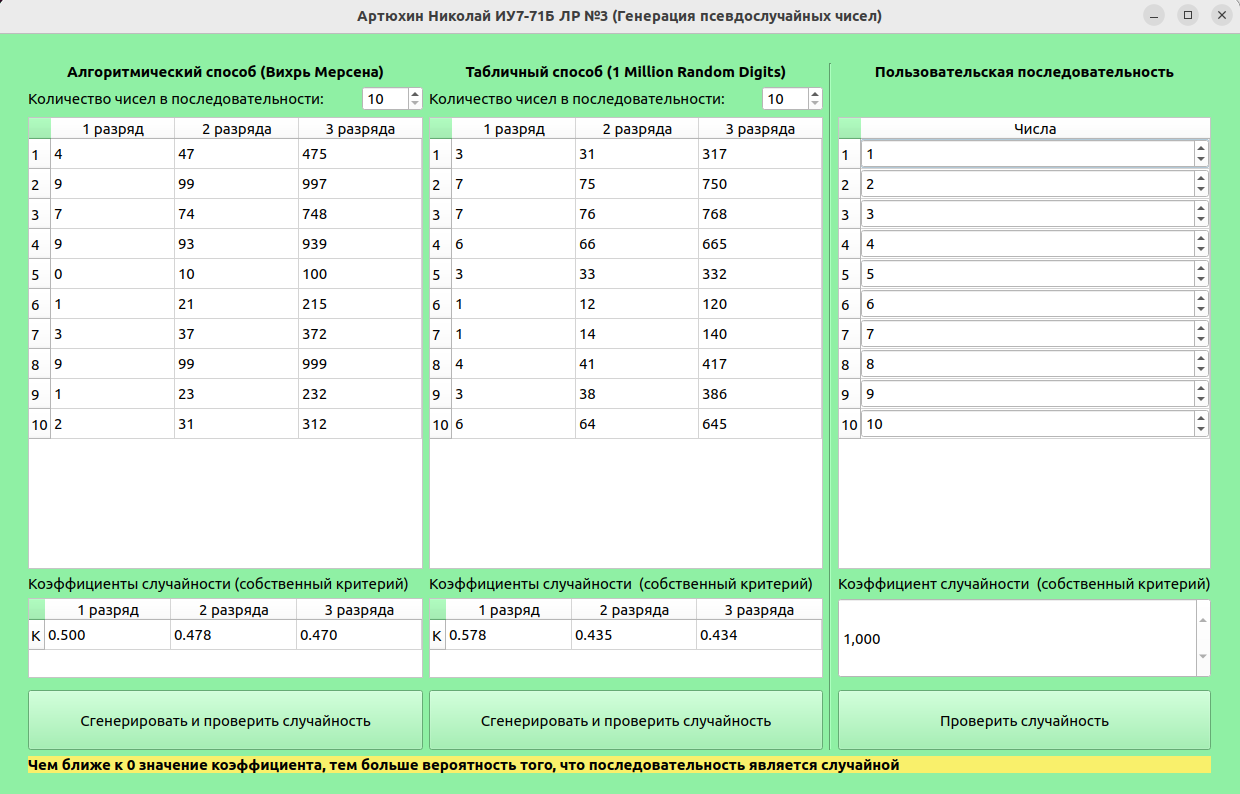 Артюхин Николай ИУ7-71Б ЛР №3 (Генерация псевдослучайных чисел)
Алгоритмический способ (Вихрь Мерсена)
Количество чисел в последовательности: 10
1 разряд 2 разряда 3 разряда
1 4 47 475
2 9 99 997
3 7 74 748
4 9 93 939
5 0 10 100
6 1 21 215
7 3 37 372
8 9 99 999
9 1 23 232
10 2 31 312
Коэффициенты случайности (собственный критерий)
1 разряд 2 разряда 3 разряда
К 0.500 0.478 0.470
Сгенерировать и проверить случайность
Табличный способ (1 Million Random Digits)
Количество чисел в последовательности: 10
1 разряд 2 разряда 3 разряда
1 3 31 317
2 7 75 750
3 7 76 768
4 6 66 665
5 3 33 332
6 1 12 120
7 1 14 140
8 4 41 417
9 3 38 386
10 6 64 645
Коэффициенты случайности (собственный критерий)
1 разряд 2 разряда 3 разряда
К 0.578 0.435 0.434
Сгенерировать и проверить случайность
Пользовательская последовательность
Числа
1 1
2 2
3 3
4 4
5 5
6 6
7 7
8 8
9 9
10 10
Коэффициент случайности (собственный критерий)
1,000
Проверить случайность
Чем ближе к 0 значение коэффициента, тем больше вероятность того, что последовательность является случайной